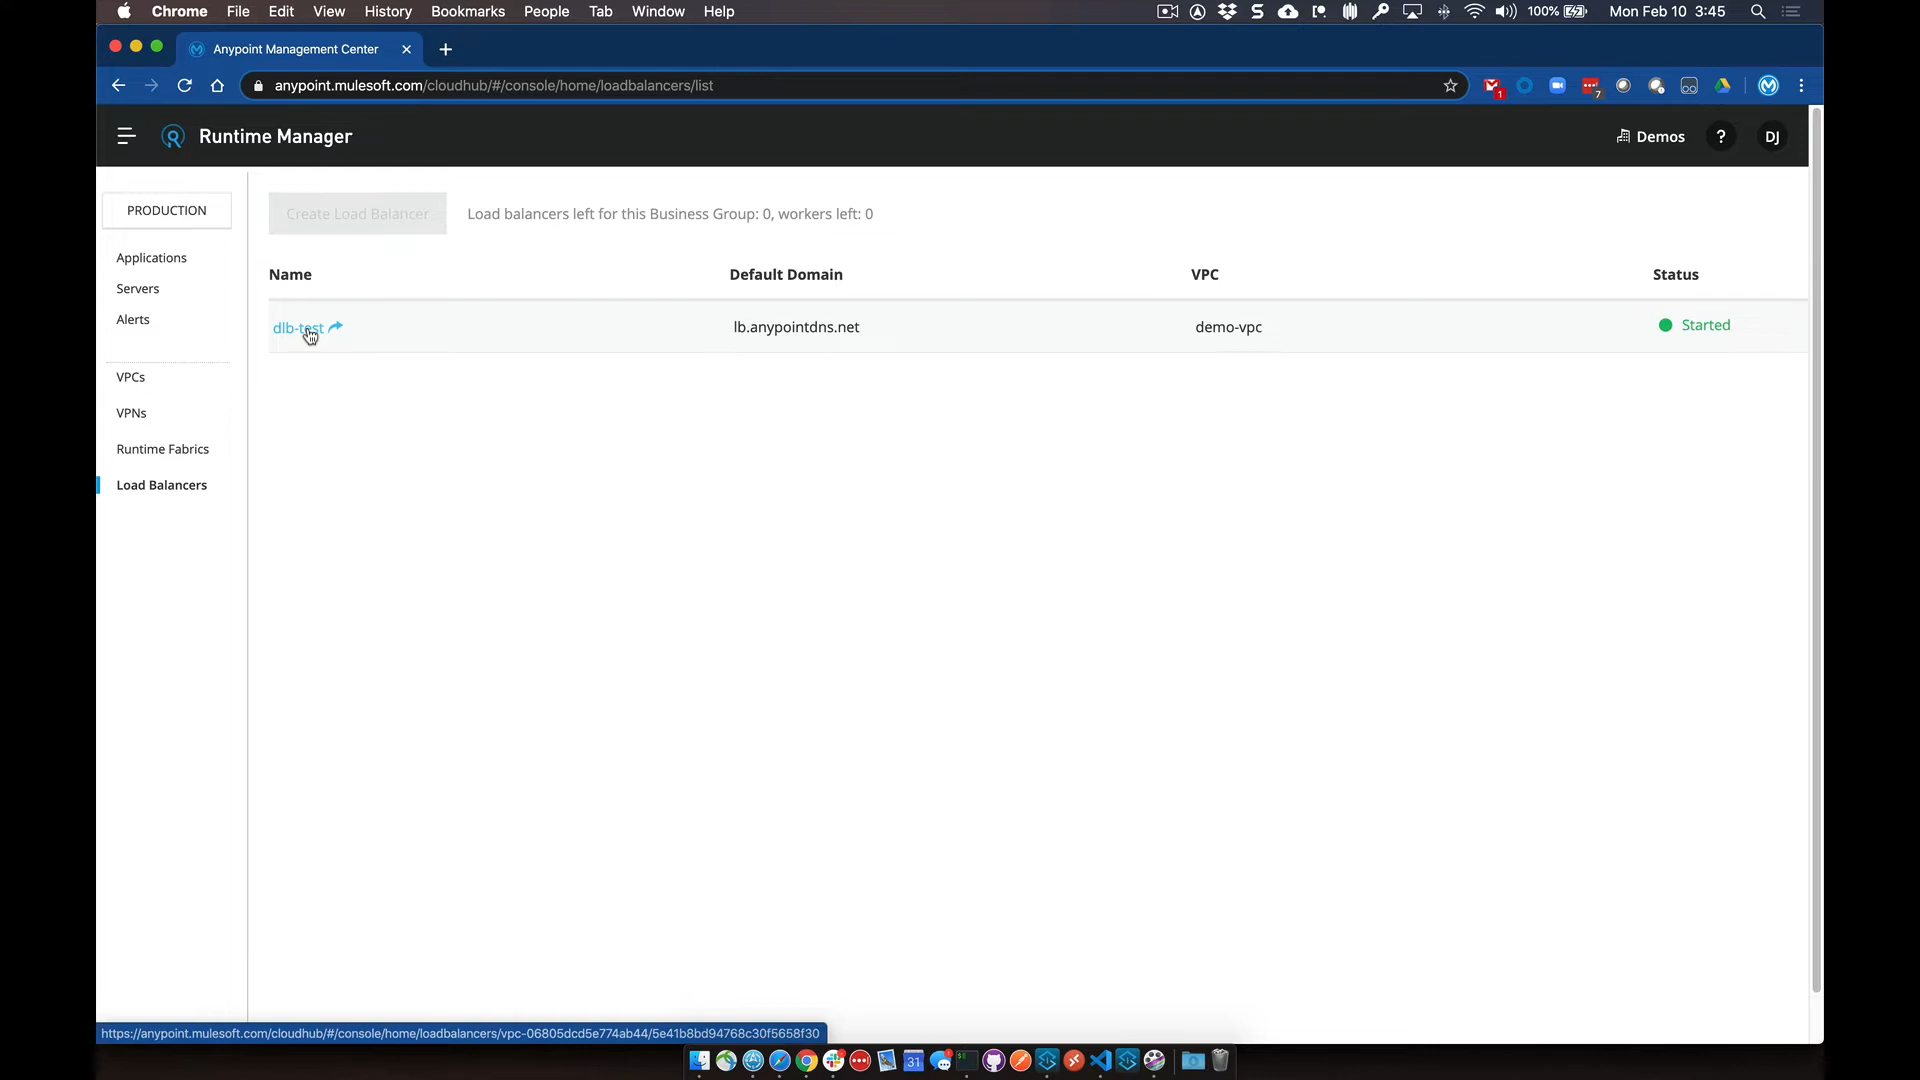 Chrome File Edit View History Bookmarks People Tab Window Help 100% Mon Feb 10 3:45
Anypoint Management Center
anypoint.mulesoft.com/cloudhub/#/console/home/loadbalancers/list
1
7
Runtime Manager
Demos
?
DJ
PRODUCTION
Applications
Servers
Alerts
VPCs
VPNs
Runtime Fabrics
Load Balancers
Create Load Balancer
Load balancers left for this Business Group: 0, workers left: 0
Name Default Domain VPC Status
dlb-test lb.anypointdns.net demo-vpc Started
https://anypoint.mulesoft.com/cloudhub/#/console/home/loadbalancers/vpc-06805dcd5e774ab44/5e41b8bd94768c30f5658f30
31